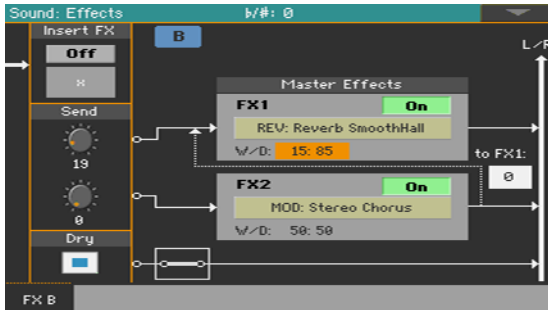 Sound: Effects
♭/#: 0
Insert FX
Off
x
B
L/R
Master Effects
Send
FX1
On
REV: Reverb SmoothHall
W/D: 15: 85
19
to FX1:
0
FX2
On
MOD: Stereo Chorus
0
W/D: 50: 50
Dry
FX B